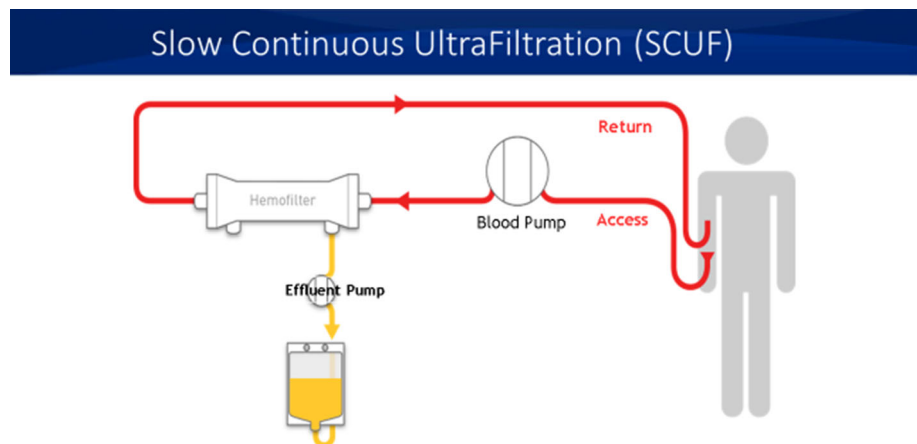 Slow Continuous UltraFiltration (SCUF)
Return
Hemofilter
Blood Pump
Access
Effluent Pump